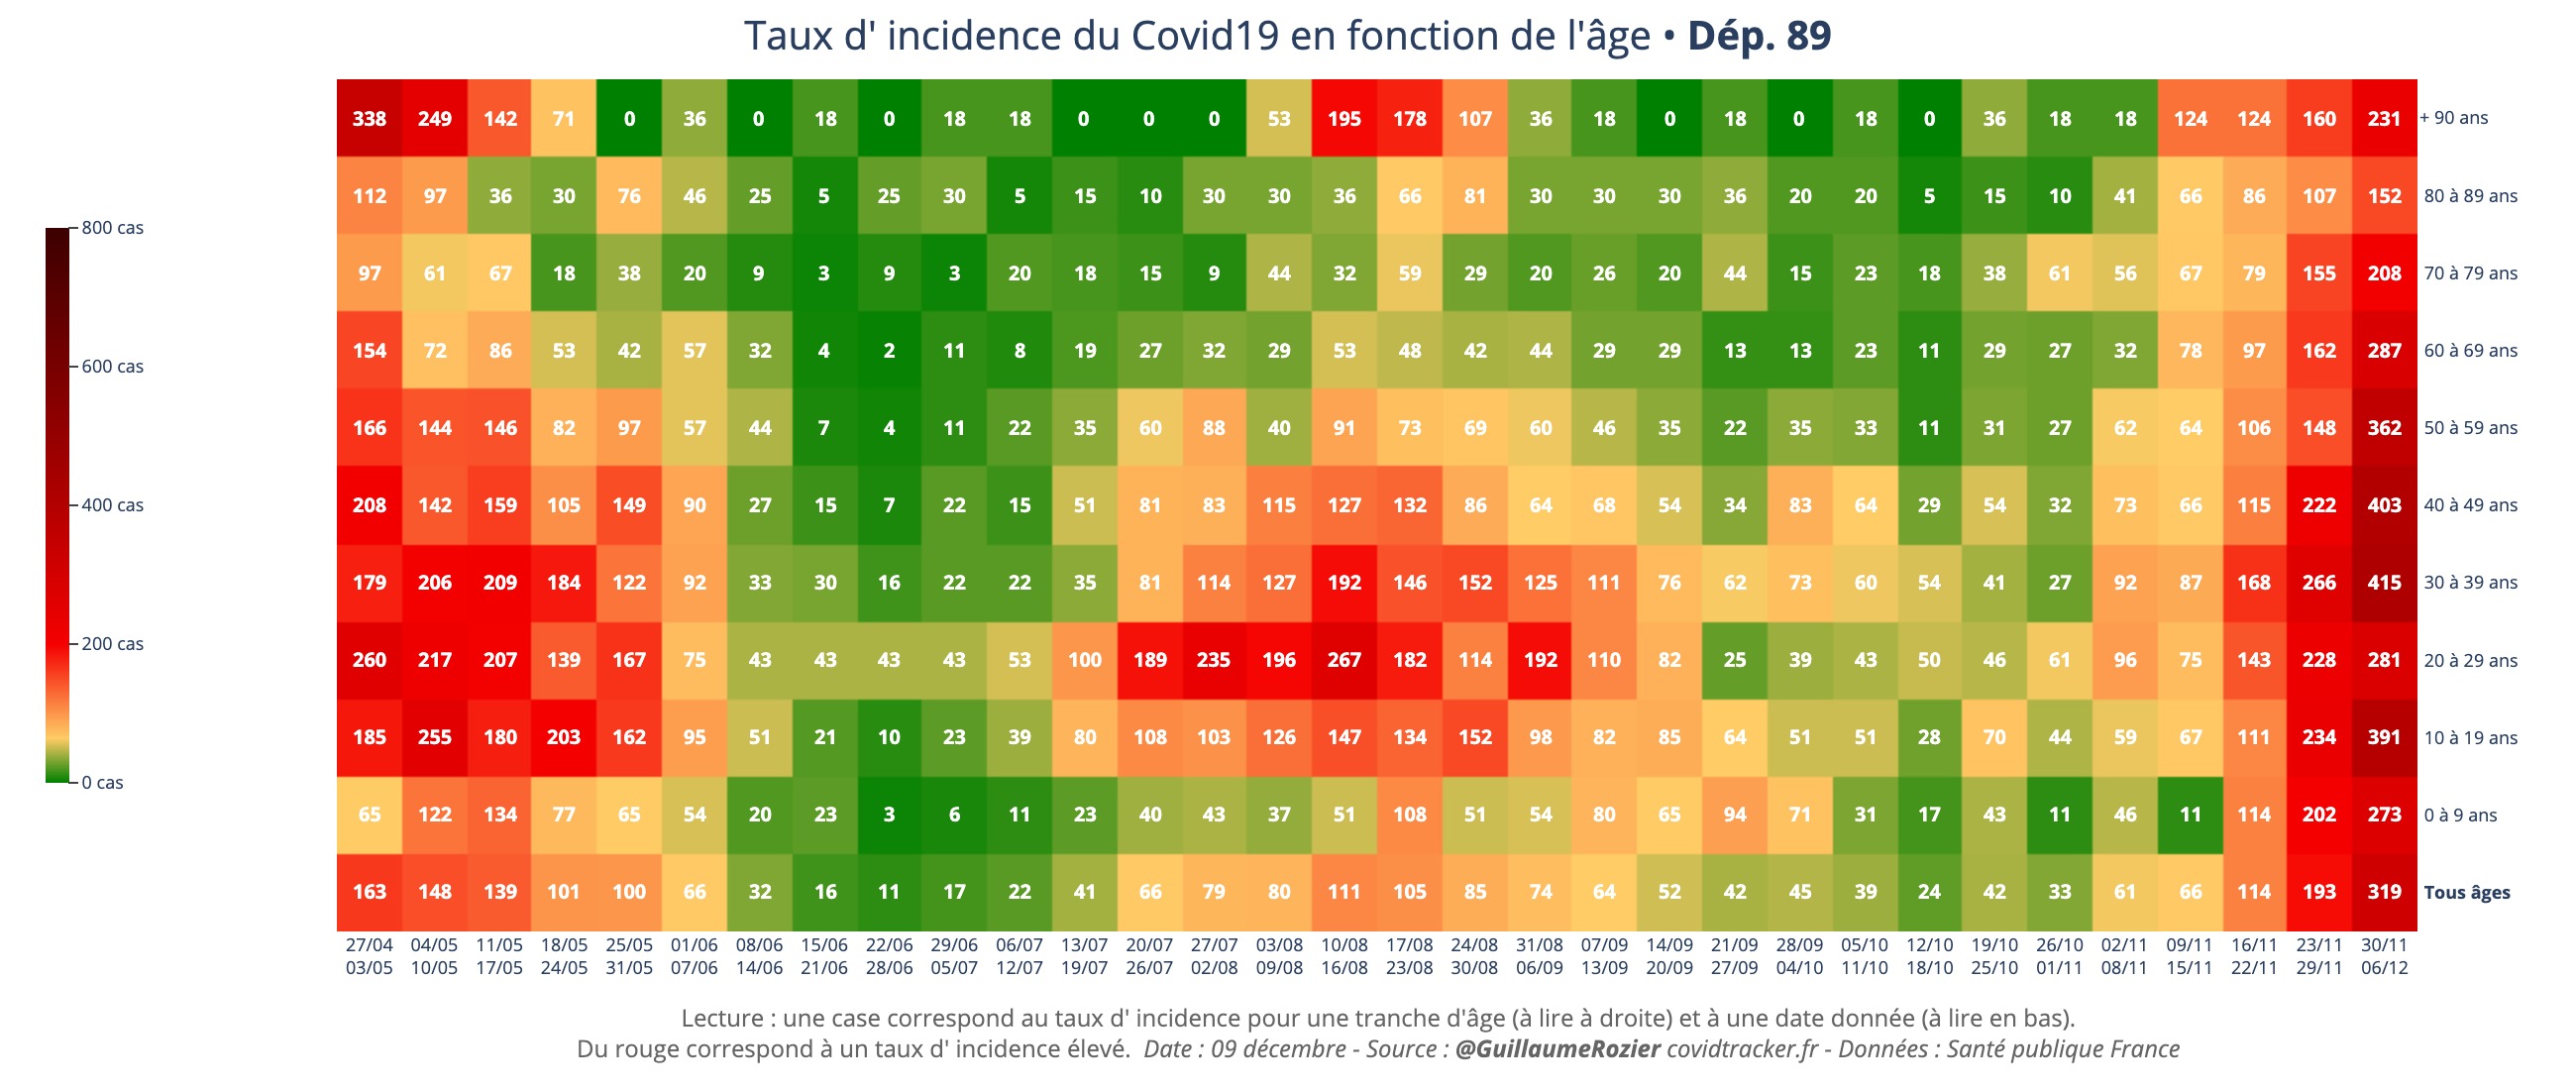 Taux d' incidence du Covid19 en fonction de l'âge • Dép. 89
800 cas
600 cas
400 cas
200 cas
0 cas
338 249 142 71 0 36 0 18 0 18 18 0 0 0 53 195 178 107 36 18 0 18 0 18 0 36 18 18 124 124 160 231 + 90 ans
112 97 36 30 76 46 25 5 25 30 5 15 10 30 30 36 66 81 30 30 30 36 20 20 5 15 10 41 66 86 107 152 80 à 89 ans
97 61 67 18 38 20 9 3 9 3 20 18 15 9 44 32 59 29 20 26 20 44 15 23 18 38 61 56 67 79 155 208 70 à 79 ans
154 72 86 53 42 57 32 4 2 11 8 19 27 32 29 53 48 42 44 29 29 13 13 23 11 29 27 32 78 97 162 287 60 à 69 ans
166 144 146 82 97 57 44 7 4 11 22 35 60 88 40 91 73 69 60 46 35 22 35 33 11 31 27 62 64 106 148 362 50 à 59 ans
208 142 159 105 149 90 27 15 7 22 15 51 81 83 115 127 132 86 64 68 54 34 83 64 29 54 32 73 66 115 222 403 40 à 49 ans
179 206 209 184 122 92 33 30 16 22 22 35 81 114 127 192 146 152 125 111 76 62 73 60 54 41 27 92 87 168 266 415 30 à 39 ans
260 217 207 139 167 75 43 43 43 43 53 100 189 235 196 267 182 114 192 110 82 25 39 43 50 46 61 96 75 143 228 281 20 à 29 ans
185 255 180 203 162 95 51 21 10 23 39 80 108 103 126 147 134 152 98 82 85 64 51 51 28 70 44 59 67 111 234 391 10 à 19 ans
65 122 134 77 65 54 20 23 3 6 11 23 40 43 37 51 108 51 54 80 65 94 71 31 17 43 11 46 11 114 202 273 0 à 9 ans
163 148 139 101 100 66 32 16 11 17 22 41 66 79 80 111 105 85 74 64 52 42 45 39 24 42 33 61 66 114 193 319 Tous âges
27/04 04/05 11/05 18/05 25/05 01/06 08/06 15/06 22/06 29/06 06/07 13/07 20/07 27/07 03/08 10/08 17/08 24/08 31/08 07/09 14/09 21/09 28/09 05/10 12/10 19/10 26/10 02/11 09/11 16/11 23/11 30/11
03/05 10/05 17/05 24/05 31/05 07/06 14/06 21/06 28/06 05/07 12/07 19/07 26/07 02/08 09/08 16/08 23/08 30/08 06/09 13/09 20/09 27/09 04/10 11/10 18/10 25/10 01/11 08/11 15/11 22/11 29/11 06/12
Lecture : une case correspond au taux d' incidence pour une tranche d'âge (à lire à droite) et à une date donnée (à lire en bas).
Du rouge correspond à un taux d' incidence élevé. Date : 09 décembre - Source : @GuillaumeRozier covidtracker.fr - Données : Santé publique France